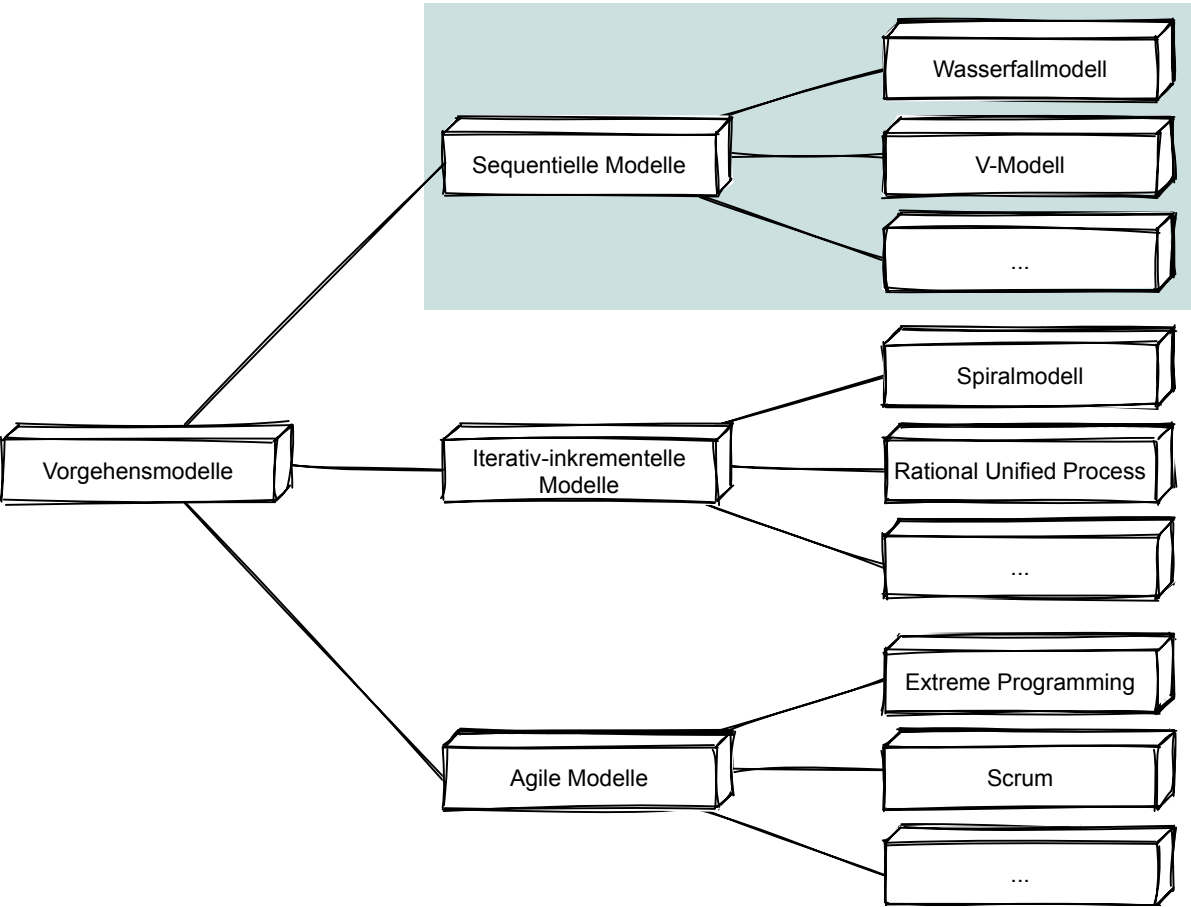 Wasserfallmodell
Sequentielle Modelle
V-Modell
...
Spiralmodell
Vorgehensmodelle
Iterativ-inkrementelle
Modelle
Rational Unified Process
...
Extreme Programming
Agile Modelle
Scrum
...